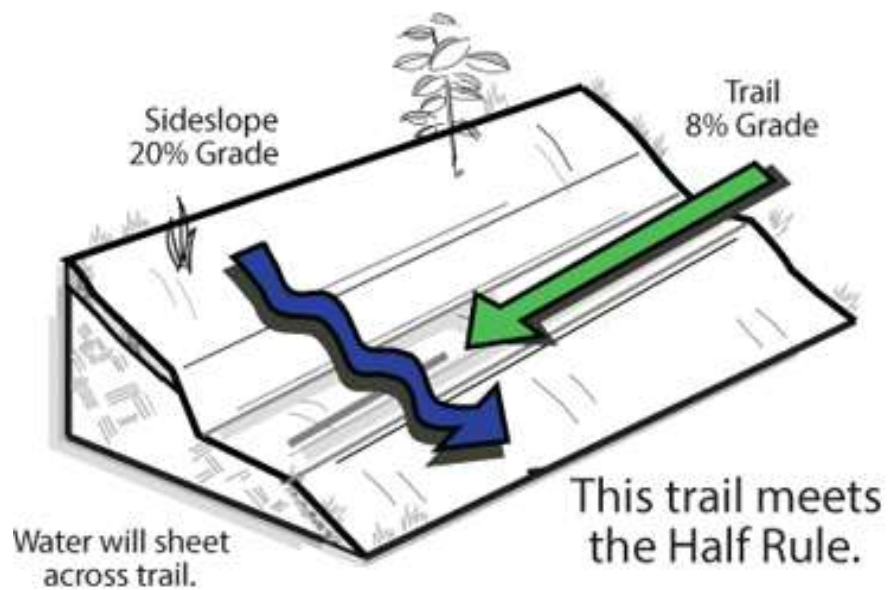 Sideslope
20% Grade
Trail
8% Grade
This trail meets
the Half Rule.
Water will sheet
across trail.